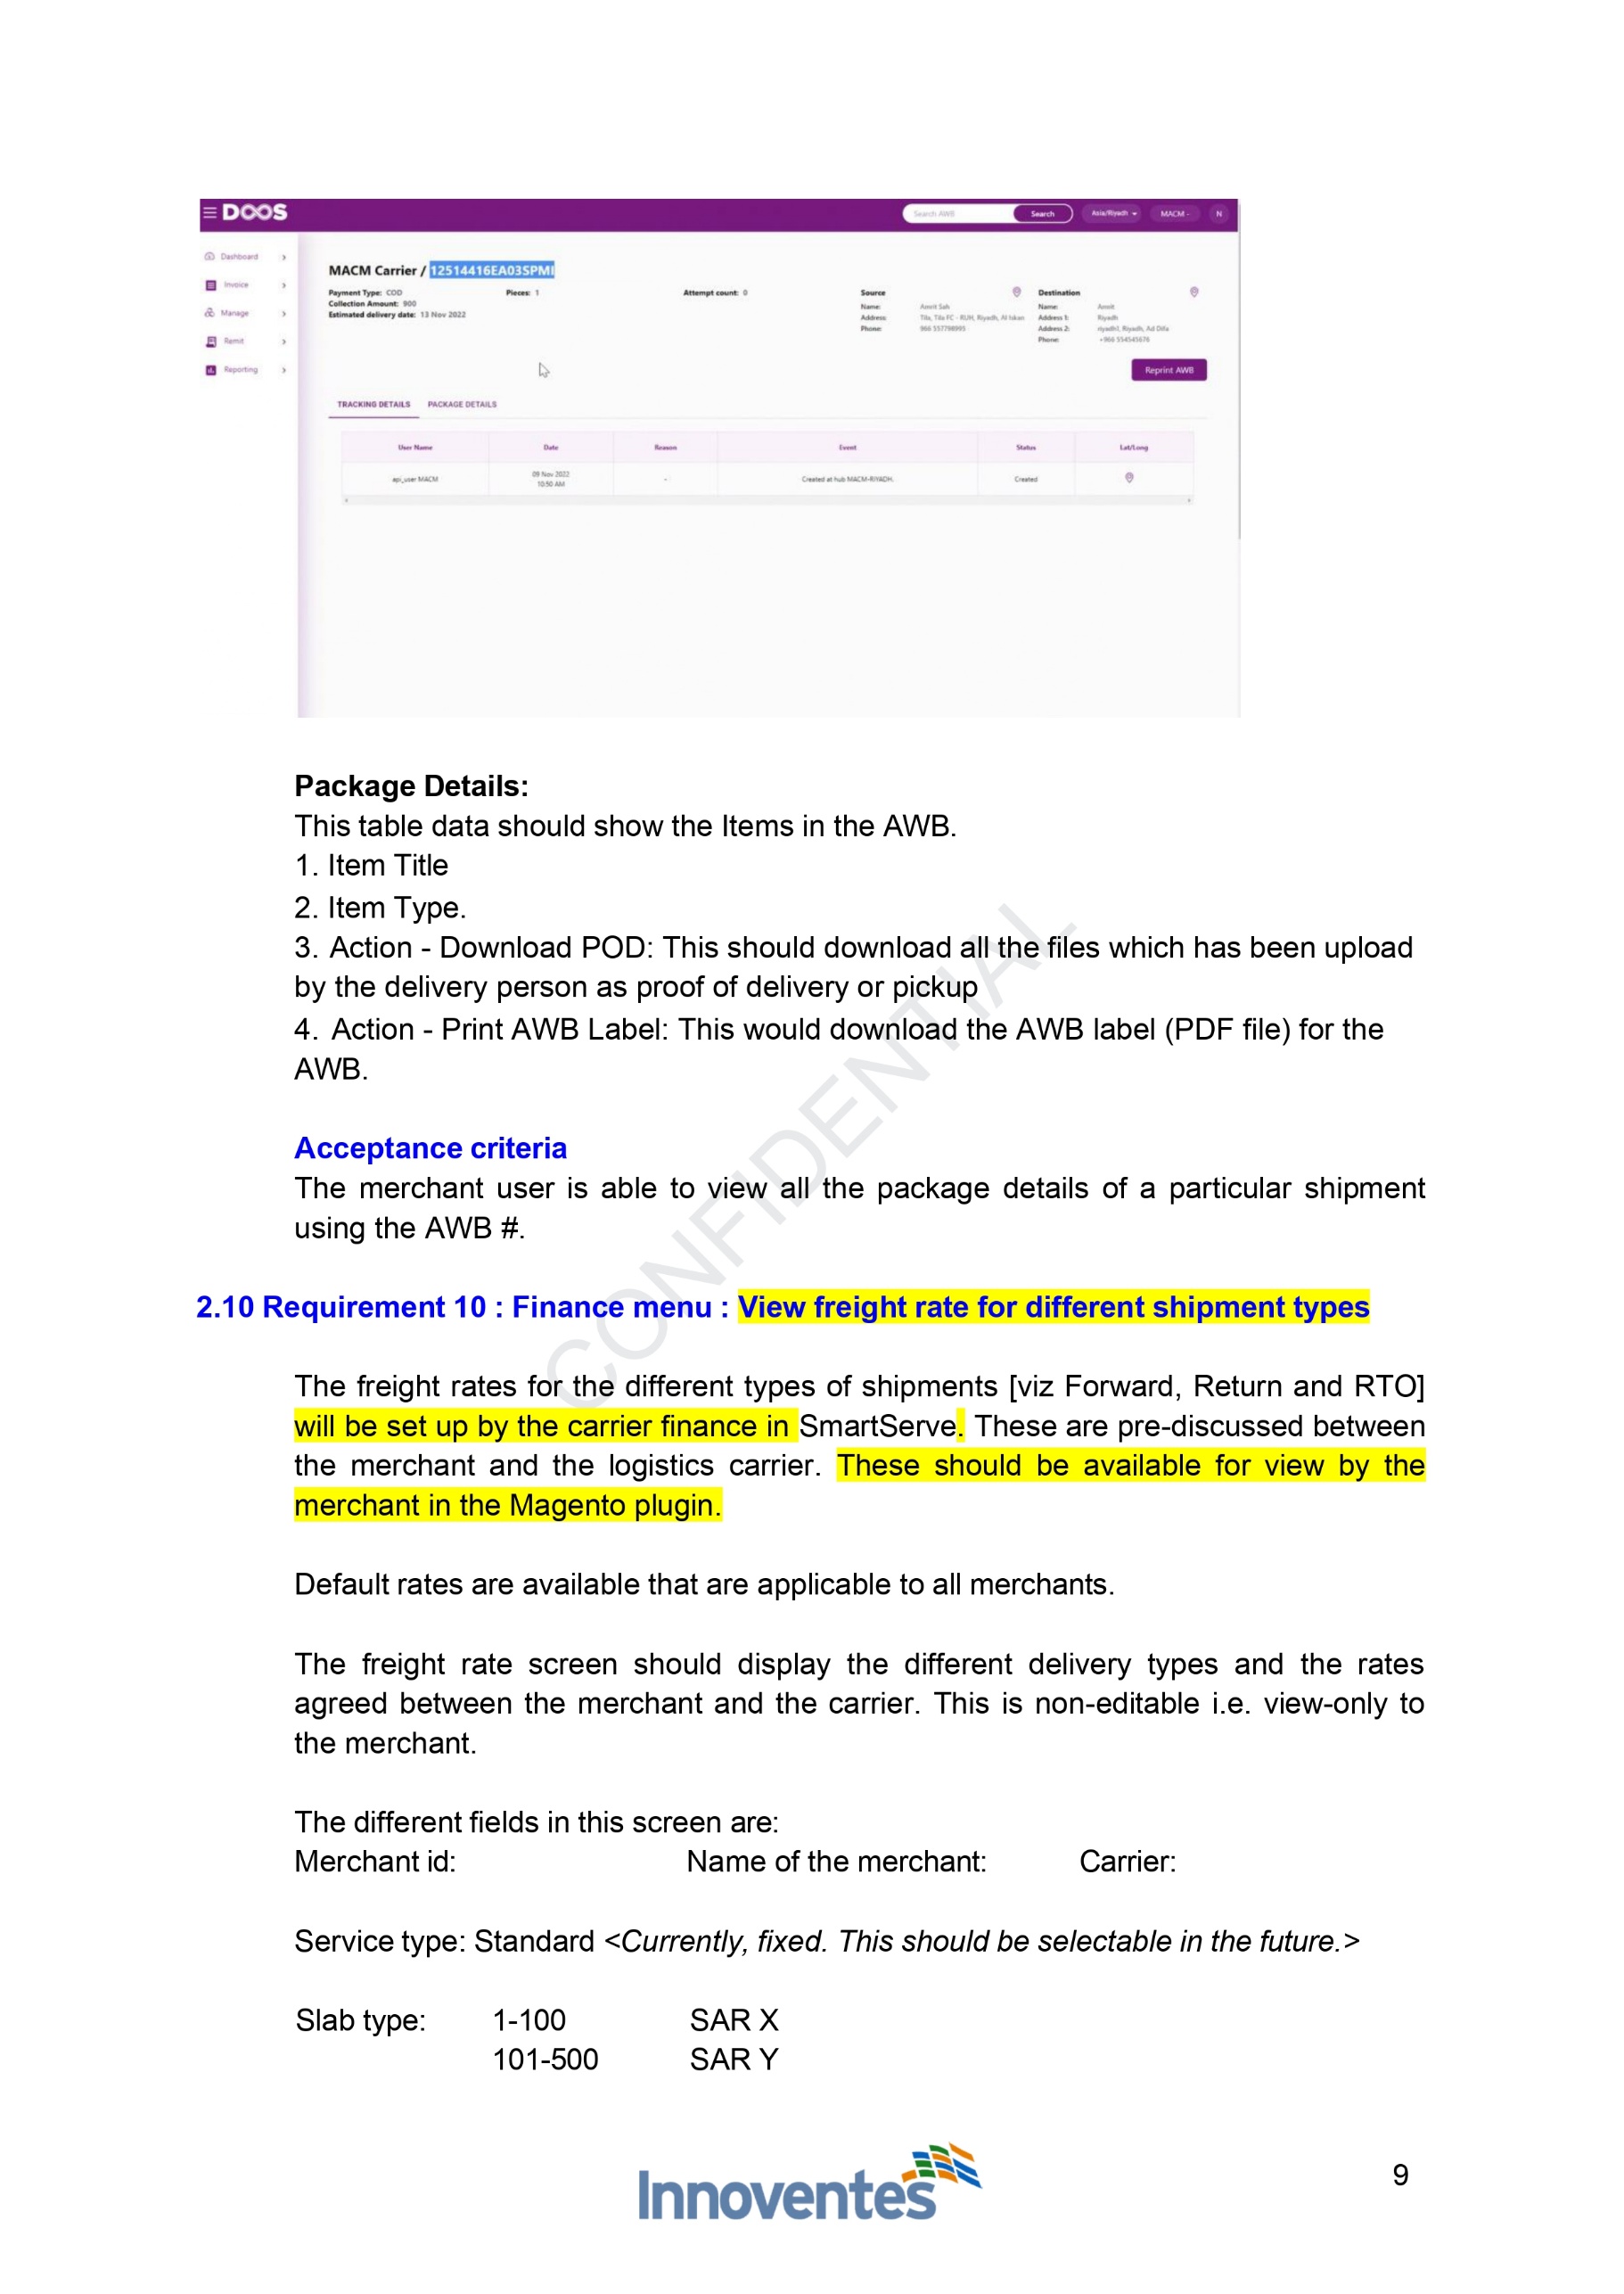 DOOS
Search AWB
Search
Asia/Riyadh
MACM -
N
Dashboard
Invoice
Manage
Remit
Reporting
MACM Carrier / 12514416EA03SPMI
Payment Type: COD
Pieces: 1
Attempt count: 0
Collection Amount: 900
Estimated delivery date: 13 Nov 2022
Source
Name: Amrit Sah
Address: Tila, Tila FC - RUH, Riyadh, Al Iskan
Phone: 966 557798995
Destination
Name: Amrit
Address 1: Riyadh
Address 2: riyadh1, Riyadh, Ad Difa
Phone: +966 554545676
Reprint AWB
TRACKING DETAILS PACKAGE DETAILS
User Name Date Reason Event Status Lat/Long
api_user MACM 09 Nov 2022 - Created at hub MACM-RIYADH. Created
10:50 AM
Package Details:
This table data should show the Items in the AWB.
1. Item Title
2. Item Type.
3. Action - Download POD: This should download all the files which has been upload
by the delivery person as proof of delivery or pickup
4. Action - Print AWB Label: This would download the AWB label (PDF file) for the
AWB.
Acceptance criteria
The merchant user is able to view all the package details of a particular shipment
using the AWB #.
2.10 Requirement 10 : Finance menu : View freight rate for different shipment types
The freight rates for the different types of shipments [viz Forward, Return and RTO]
will be set up by the carrier finance in SmartServe. These are pre-discussed between
the merchant and the logistics carrier. These should be available for view by the
merchant in the Magento plugin.
Default rates are available that are applicable to all merchants.
The freight rate screen should display the different delivery types and the rates
agreed between the merchant and the carrier. This is non-editable i.e. view-only to
the merchant.
The different fields in this screen are:
Merchant id: Name of the merchant: Carrier:
Service type: Standard <Currently, fixed. This should be selectable in the future.>
Slab type: 1-100 SAR X
101-500 SAR Y
CONFIDENTIAL
Innoventes
9